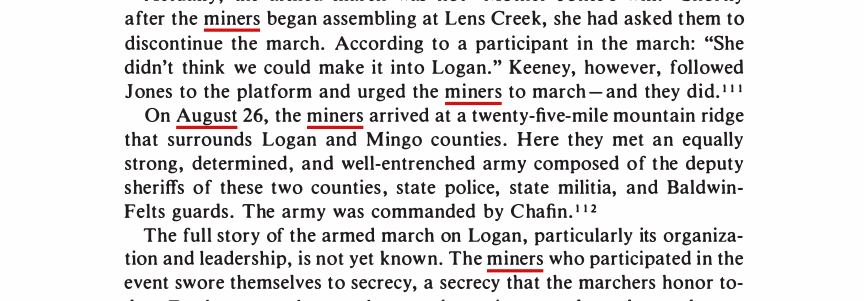 after the miners began assembling at Lens Creek, she had asked them to
discontinue the march. According to a participant in the march: “She
didn’t think we could make it into Logan.” Keeney, however, followed
Jones to the platform and urged the miners to march—and they did.¹¹¹
On August 26, the miners arrived at a twenty-five-mile mountain ridge
that surrounds Logan and Mingo counties. Here they met an equally
strong, determined, and well-entrenched army composed of the deputy
sheriffs of these two counties, state police, state militia, and Baldwin-
Felts guards. The army was commanded by Chafin.¹¹²
The full story of the armed march on Logan, particularly its organiza-
tion and leadership, is not yet known. The miners who participated in the
event swore themselves to secrecy, a secrecy that the marchers honor to-